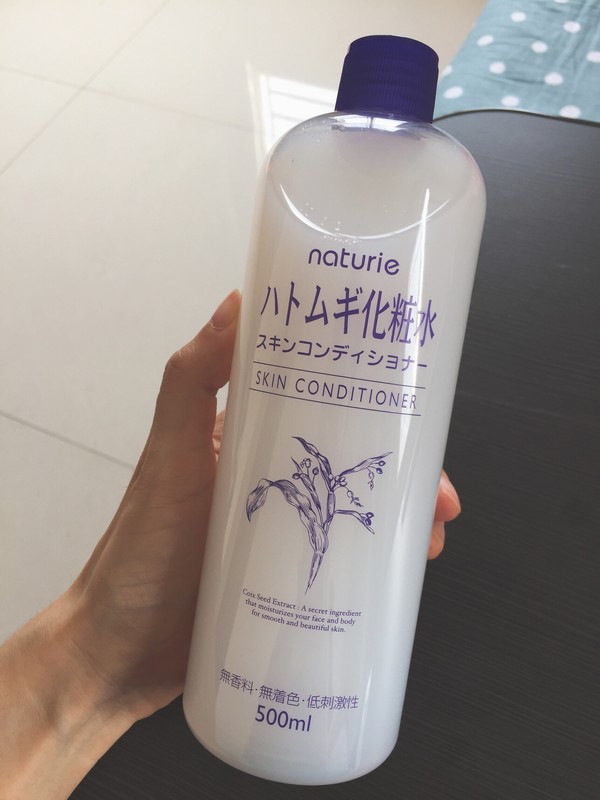 naturie
ハトムギ化粧水
スキンコンディショナー
SKIN CONDITIONER
Coix Seed Extract : A secret ingredient
that moisturizes your face and body
for smooth and beautiful skin.
無香料・無着色・低刺激性
500ml